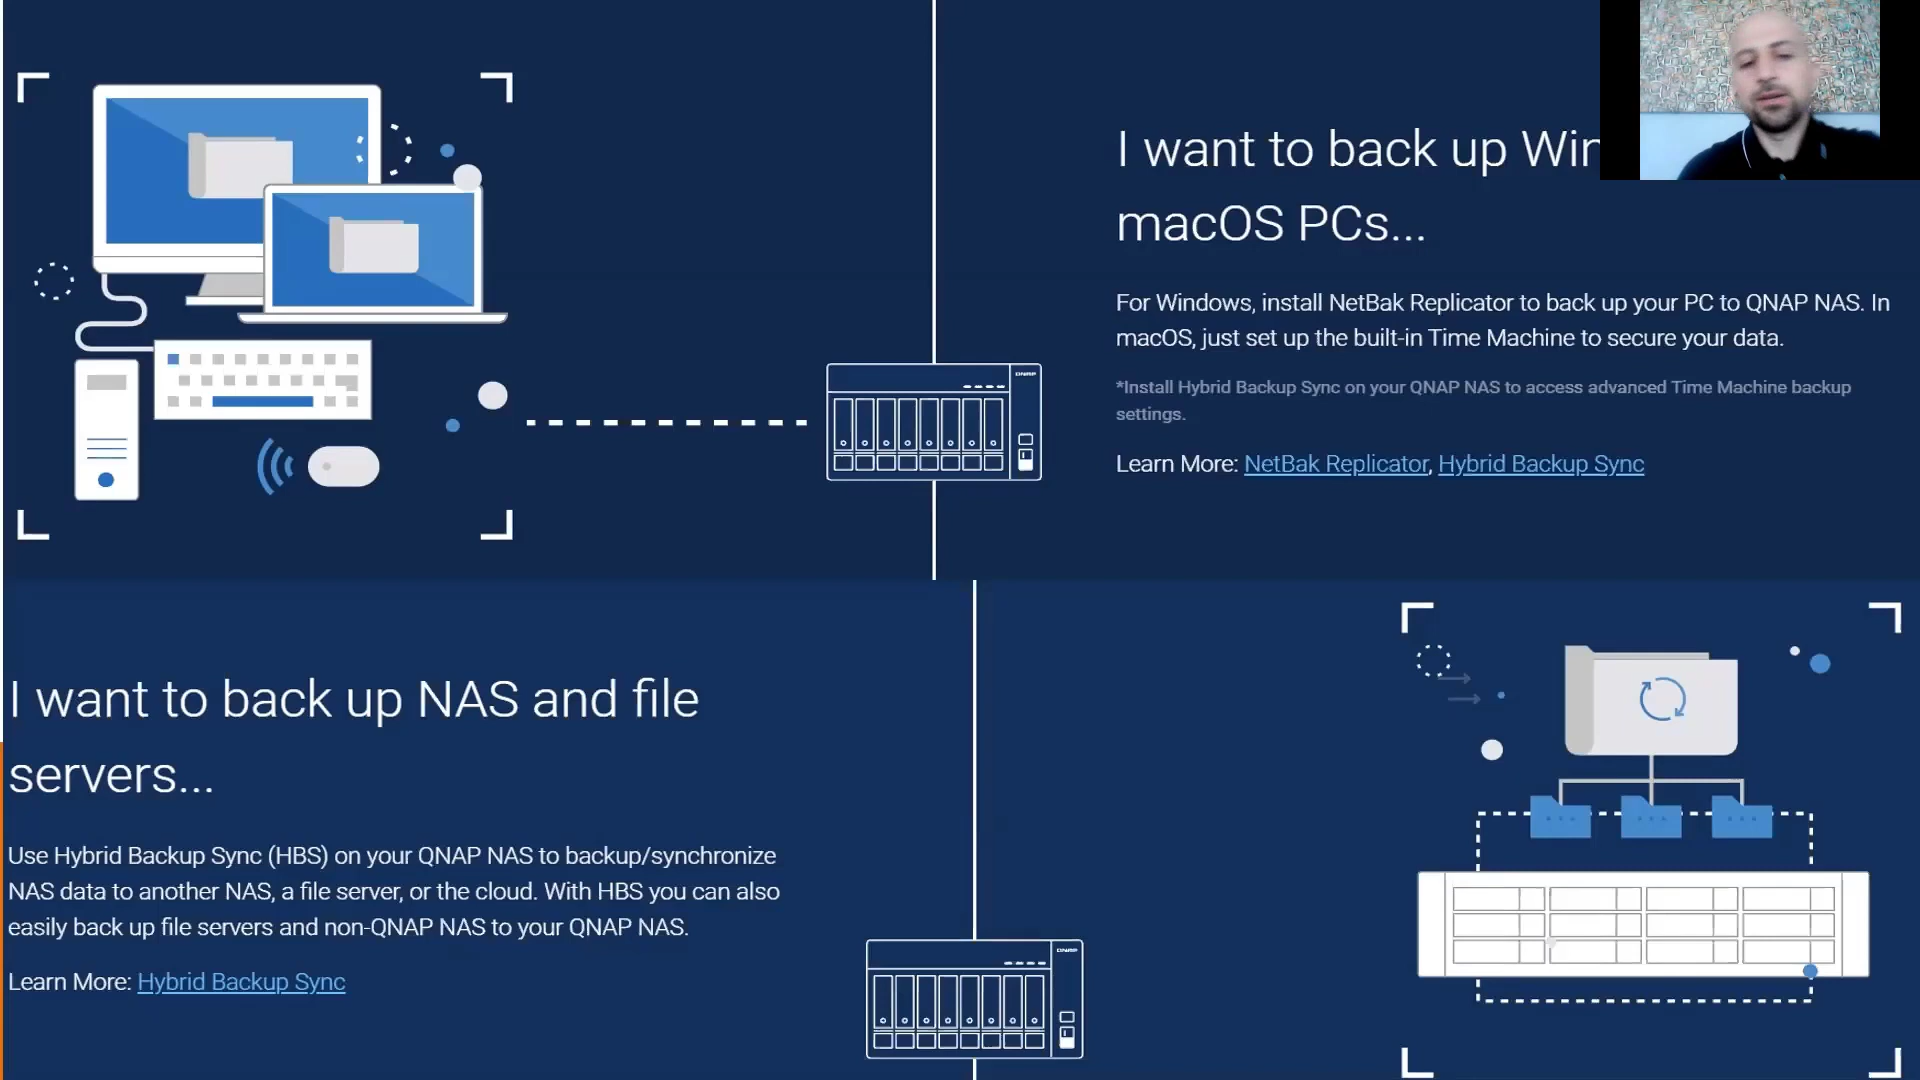 I want to back up Win
macOS PCs...
For Windows, install NetBak Replicator to back up your PC to QNAP NAS. In
macOS, just set up the built-in Time Machine to secure your data.
*Install Hybrid Backup Sync on your QNAP NAS to access advanced Time Machine backup
settings.
Learn More: NetBak Replicator, Hybrid Backup Sync
QNAP
I want to back up NAS and file
servers...
Use Hybrid Backup Sync (HBS) on your QNAP NAS to backup/synchronize
NAS data to another NAS, a file server, or the cloud. With HBS you can also
easily back up file servers and non-QNAP NAS to your QNAP NAS.
Learn More: Hybrid Backup Sync
QNAP